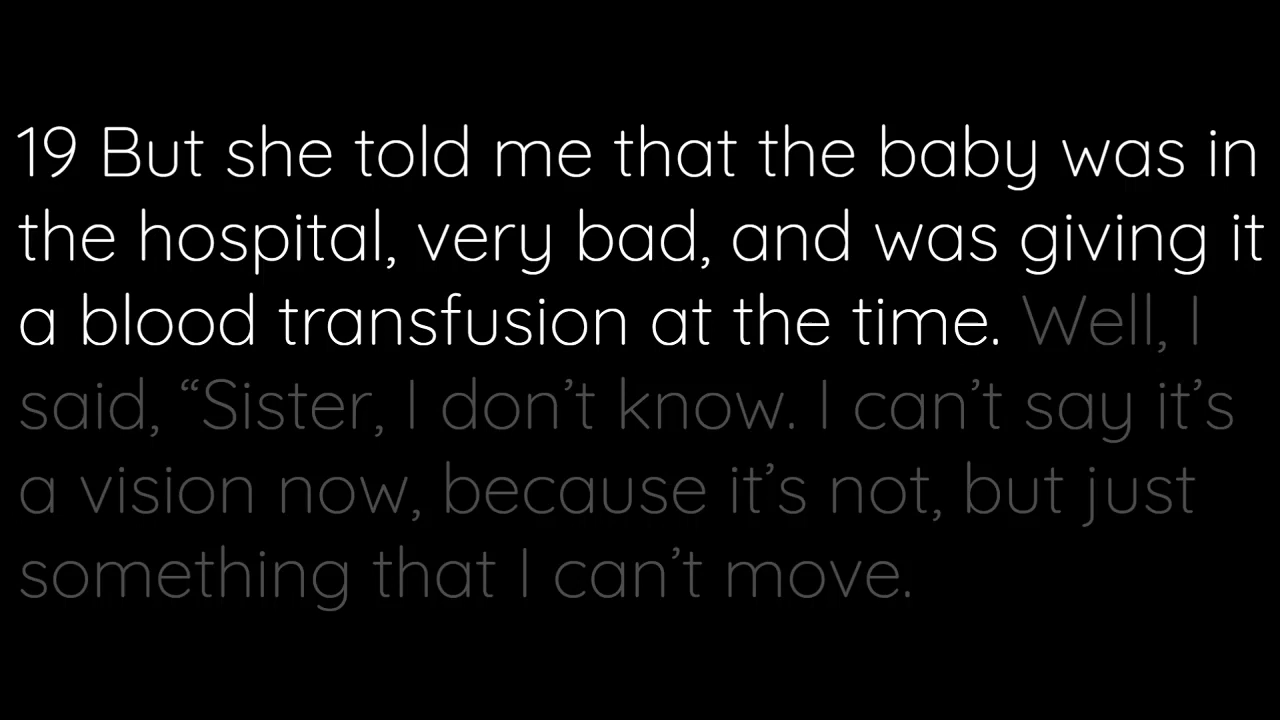 19 But she told me that the baby was in
the hospital, very bad, and was giving it
a blood transfusion at the time. Well, I
said, “Sister, I don’t know. I can’t say it’s
a vision now, because it’s not, but just
something that I can’t move.